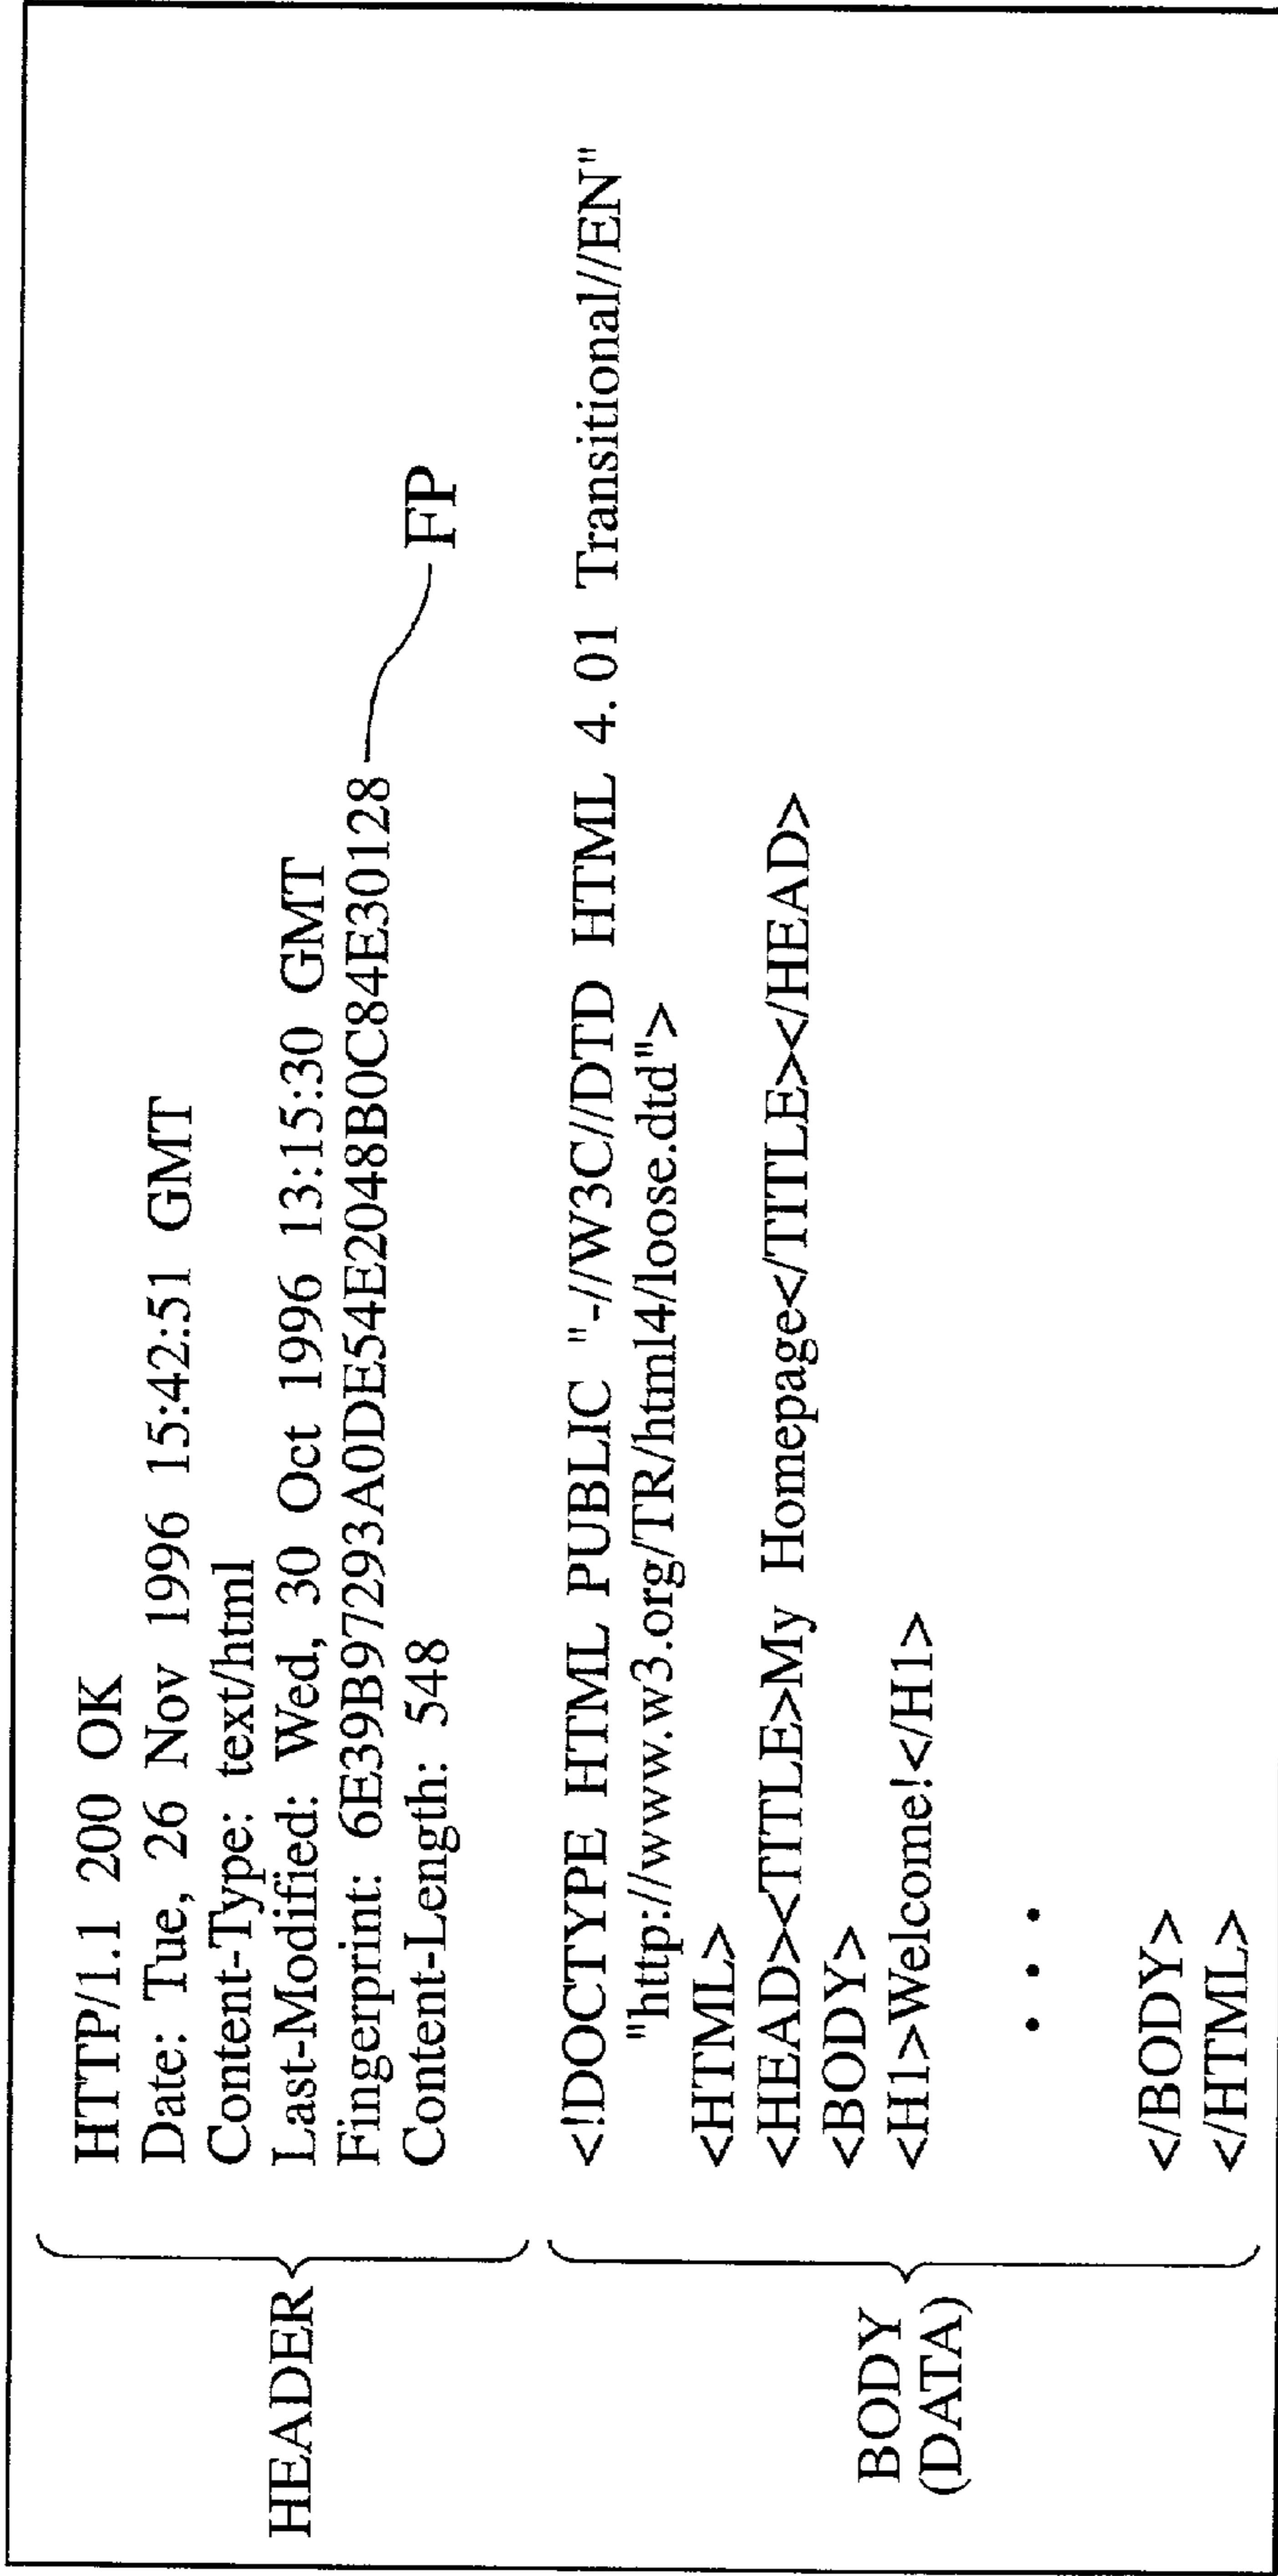 HEADER
HTTP/1.1 200 OK
Date: Tue, 26 Nov 1996 15:42:51 GMT
Content-Type: text/html
Last-Modified: Wed, 30 Oct 1996 13:15:30 GMT
Fingerprint: 6E39B97293A0DE54E2048B0C84E30128
FP
Content-Length: 548
BODY
(DATA)
<!DOCTYPE HTML PUBLIC "-//W3C//DTD HTML 4. 01 Transitional//EN"
"http://www.w3.org/TR/html4/loose.dtd">
<HTML>
<HEAD><TITLE>My Homepage</TITLE></HEAD>
<BODY>
<H1>Welcome!</H1>
• • •
</BODY>
</HTML>